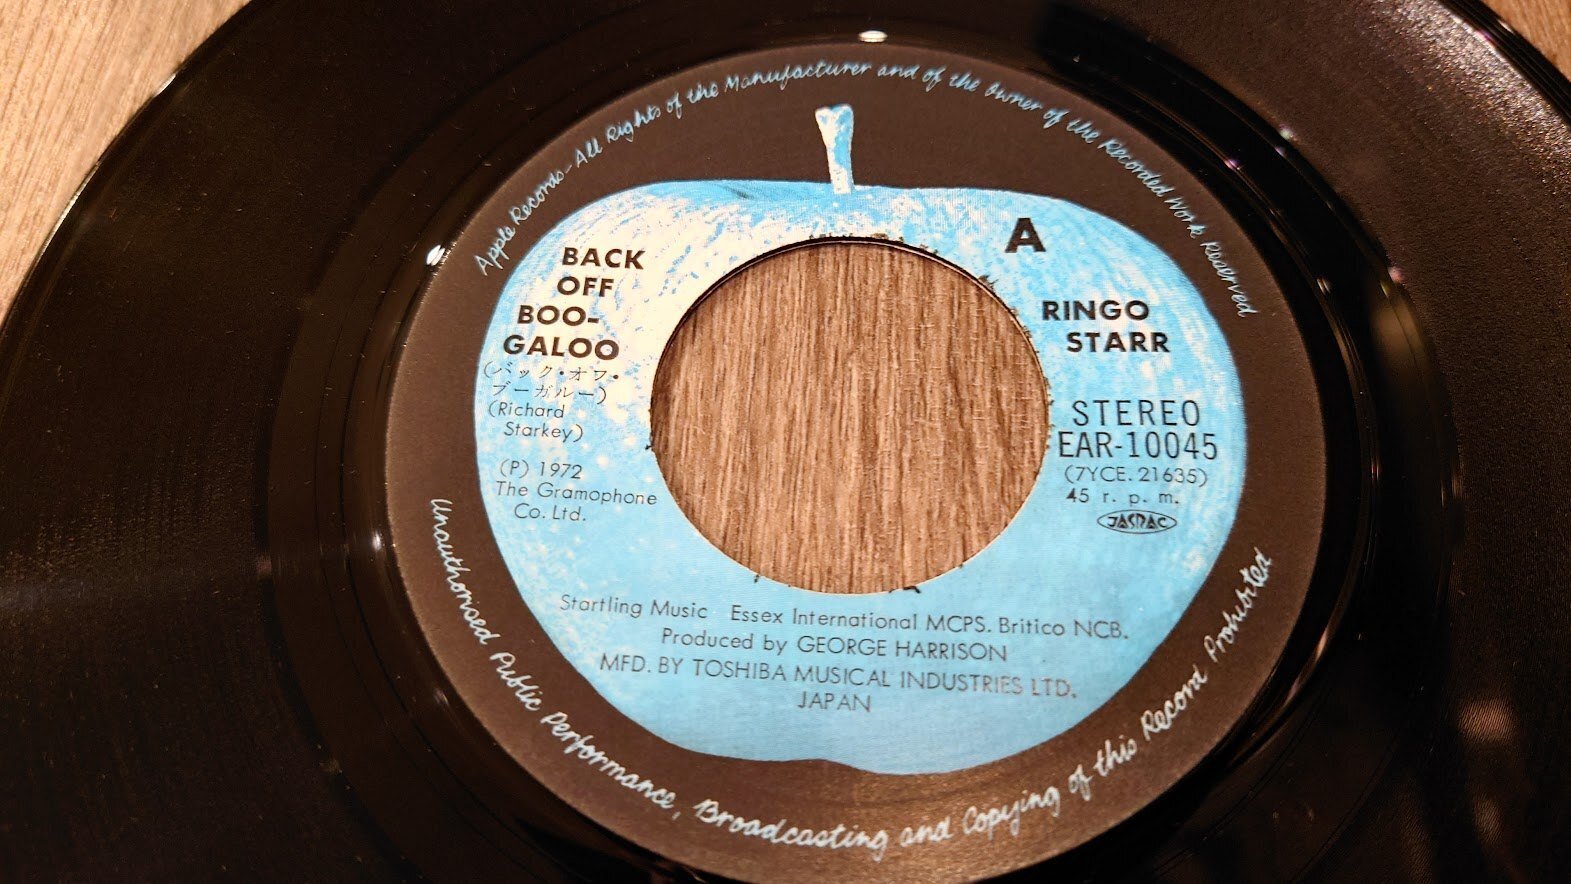 Apple Records - All Rights of the Manufacturer and of the Owner of the Recorded Work Reserved
BACK
OFF
BOO-
GALOO
(バック・オフ・
ブーガルー)
(Richard
Starkey)
(P) 1972
The Gramophone
Co. Ltd.
A
RINGO
STARR
STEREO
EAR-10045
(7YCE. 21635)
45 r. p. m.
JASRAC
Startling Music Essex International MCPS. Britico NCB.
Produced by GEORGE HARRISON
MFD. BY TOSHIBA MUSICAL INDUSTRIES LTD.
JAPAN
Unauthorised Public Performance, Broadcasting and Copying of this Record Prohibited